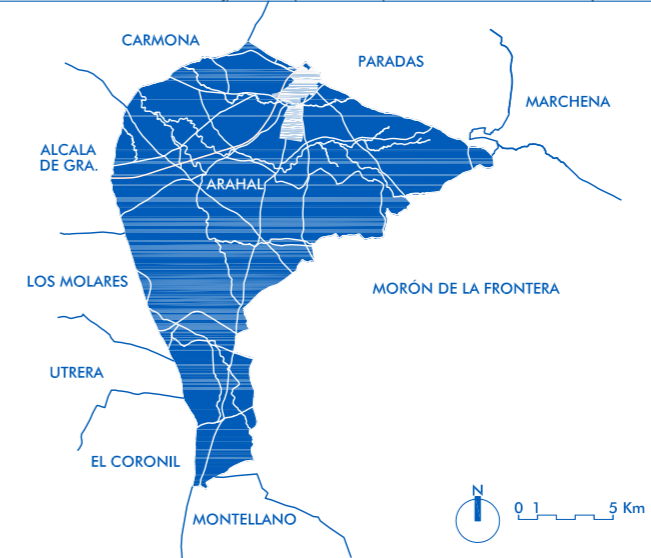 CARMONA
PARADAS
MARCHENA
ALCALA
DE GRA.
ARAHAL
LOS MOLARES
MORÓN DE LA FRONTERA
UTRERA
EL CORONIL
MONTELLANO
N
0 1 5 Km